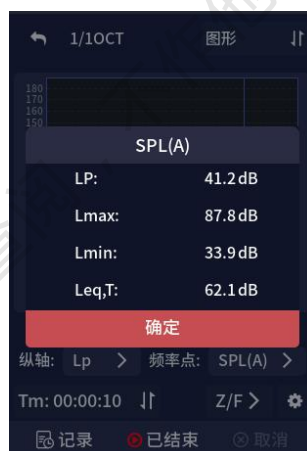 1/1OCT 图形
180
170
160
150
SPL(A)
LP: 41.2dB
Lmax: 87.8dB
Lmin: 33.9dB
Leq,T: 62.1dB
确定
纵轴: Lp > 频率点: SPL(A) >
Tm: 00:00:10 Z/F >
记录 已结束 取消